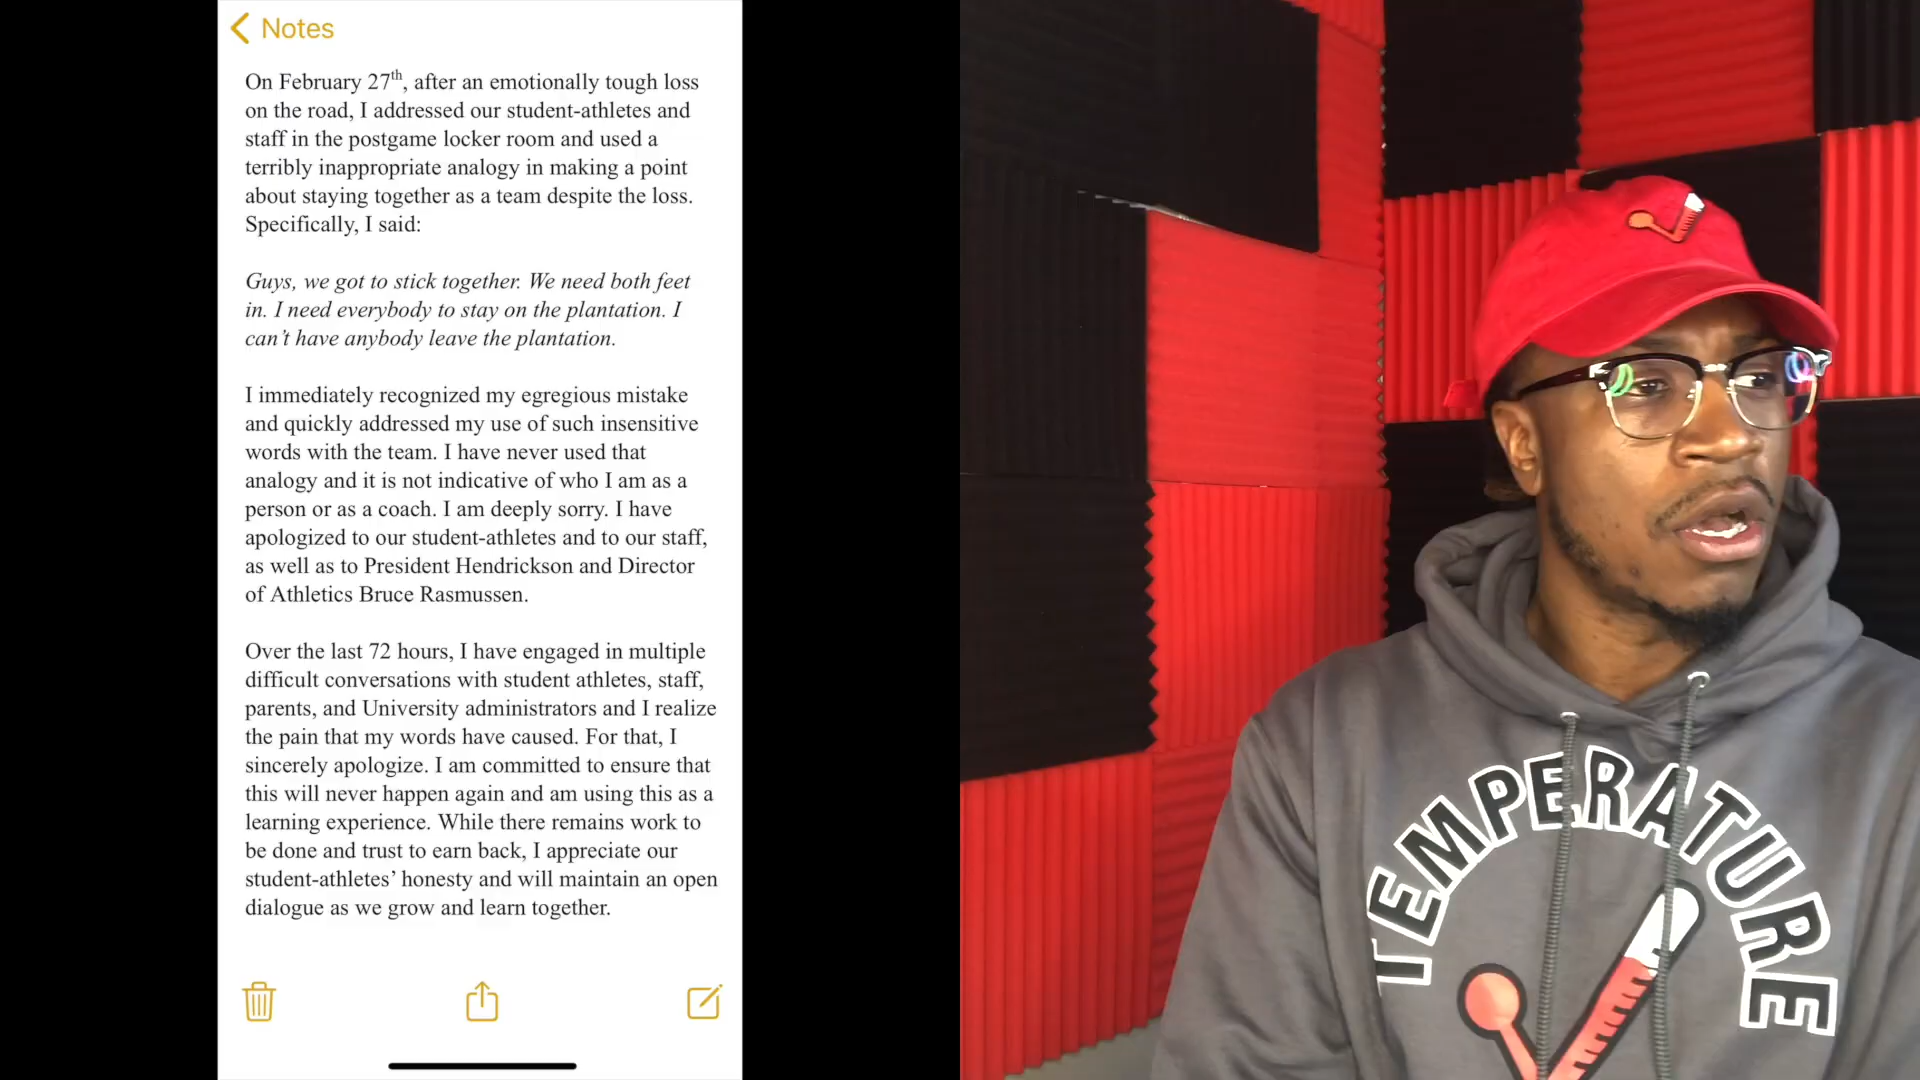 Notes
On February 27th, after an emotionally tough loss
on the road, I addressed our student-athletes and
staff in the postgame locker room and used a
terribly inappropriate analogy in making a point
about staying together as a team despite the loss.
Specifically, I said:
Guys, we got to stick together. We need both feet
in. I need everybody to stay on the plantation. I
can't have anybody leave the plantation.
I immediately recognized my egregious mistake
and quickly addressed my use of such insensitive
words with the team. I have never used that
analogy and it is not indicative of who I am as a
person or as a coach. I am deeply sorry. I have
apologized to our student-athletes and to our staff,
as well as to President Hendrickson and Director
of Athletics Bruce Rasmussen.
Over the last 72 hours, I have engaged in multiple
difficult conversations with student athletes, staff,
parents, and University administrators and I realize
the pain that my words have caused. For that, I
sincerely apologize. I am committed to ensure that
this will never happen again and am using this as a
learning experience. While there remains work to
be done and trust to earn back, I appreciate our
student-athletes' honesty and will maintain an open
dialogue as we grow and learn together.
TEMPERATURE